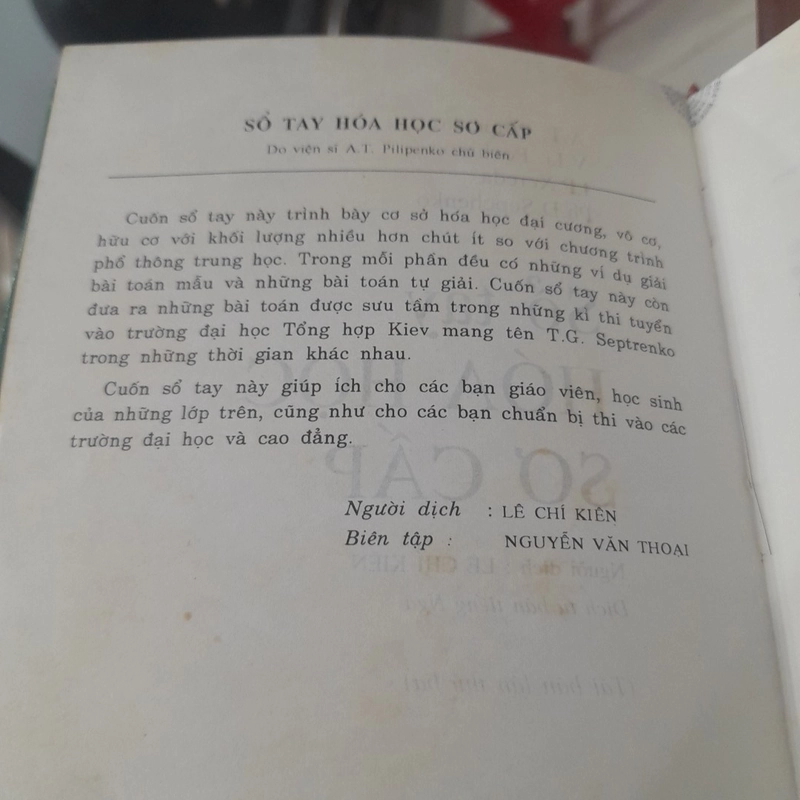 SỔ TAY HÓA HỌC SƠ CẤP
Do viện sĩ A.T. Pilipenko chủ biên
Cuốn sổ tay này trình bày cơ sở hóa học đại cương, vô cơ,
hữu cơ với khối lượng nhiều hơn chút ít so với chương trình
phổ thông trung học. Trong mỗi phần đều có những ví dụ giải
bài toán mẫu và những bài toán tự giải. Cuốn sổ tay này còn
đưa ra những bài toán được sưu tầm trong những kì thi tuyển
vào trường đại học Tổng hợp Kiev mang tên T.G. Septrenko
trong những thời gian khác nhau.
Cuốn sổ tay này giúp ích cho các bạn giáo viên, học sinh
của những lớp trên, cũng như cho các bạn chuẩn bị thi vào các
trường đại học và cao đẳng.
Người dịch : LÊ CHÍ KIÊN
Biên tập : NGUYỄN VĂN THOẠI